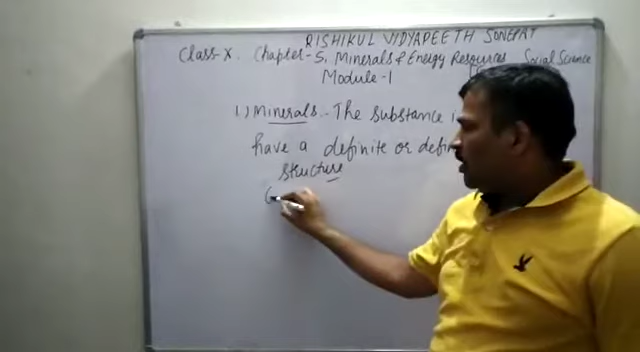 RISHIKUL VIDYAPEETH SONEPAT
Class-X. Chapter-5, Minerals & Energy Resources Social Science
Module-1
1) Minerals.- The substance
have a definite or
structure